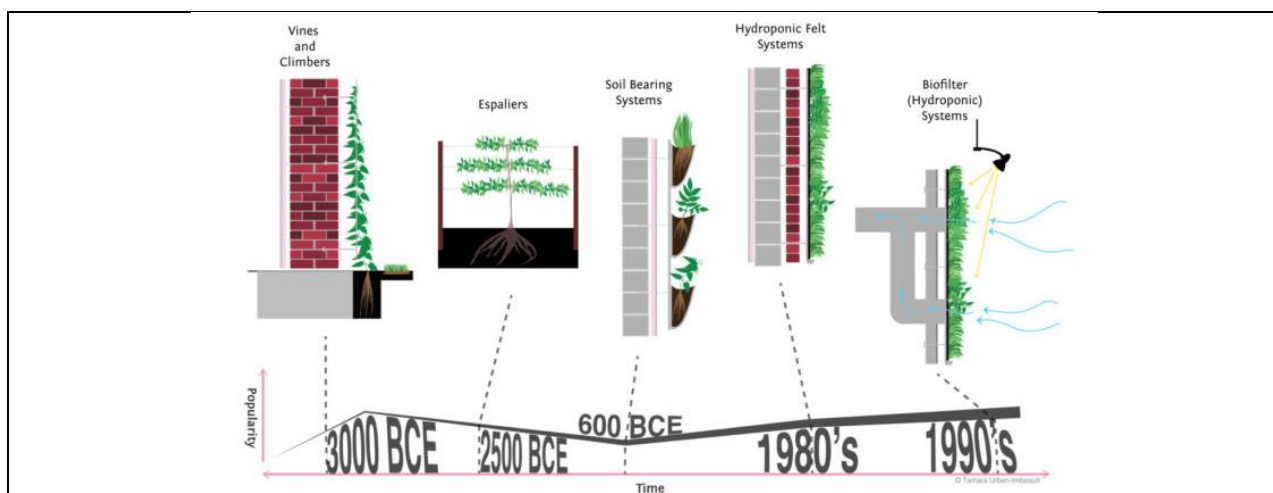 Vines
and
Climbers
Espaliers
Soil Bearing
Systems
Hydroponic Felt
Systems
Biofilter
(Hydroponic)
Systems
Popularity
3000 BCE
2500 BCE
600 BCE
1980's
1990's
Time
© Tamara Urban-Imbeault